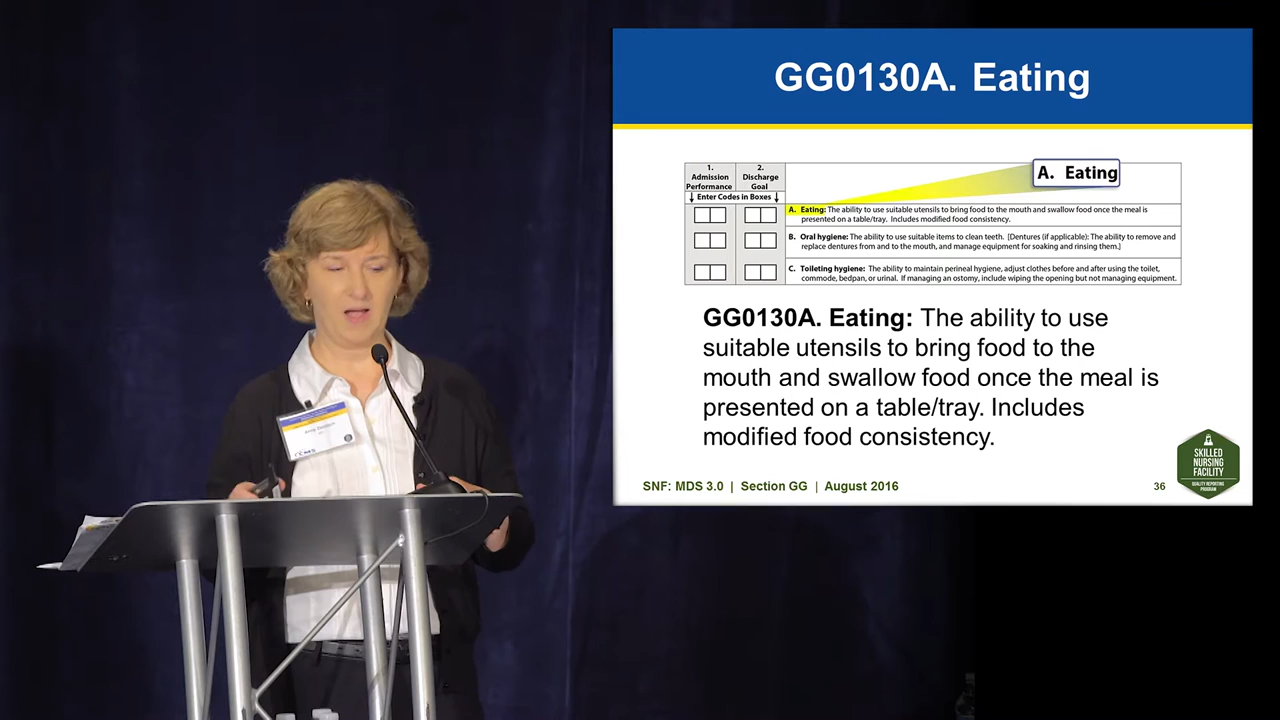 GG0130A. Eating
1.
Admission
Performance
2.
Discharge
Goal
↓ Enter Codes in Boxes ↓
A. Eating
A. Eating: The ability to use suitable utensils to bring food to the mouth and swallow food once the meal is
presented on a table/tray. Includes modified food consistency.
B. Oral hygiene: The ability to use suitable items to clean teeth. [Dentures (if applicable): The ability to remove and
replace dentures from and to the mouth, and manage equipment for soaking and rinsing them.]
C. Toileting hygiene: The ability to maintain perineal hygiene, adjust clothes before and after using the toilet,
commode, bedpan, or urinal. If managing an ostomy, include wiping the opening but not managing equipment.
GG0130A. Eating: The ability to use
suitable utensils to bring food to the
mouth and swallow food once the meal is
presented on a table/tray. Includes
modified food consistency.
SNF: MDS 3.0 | Section GG | August 2016
36
SKILLED
NURSING
FACILITY
QUALITY REPORTING
PROGRAM
CMS